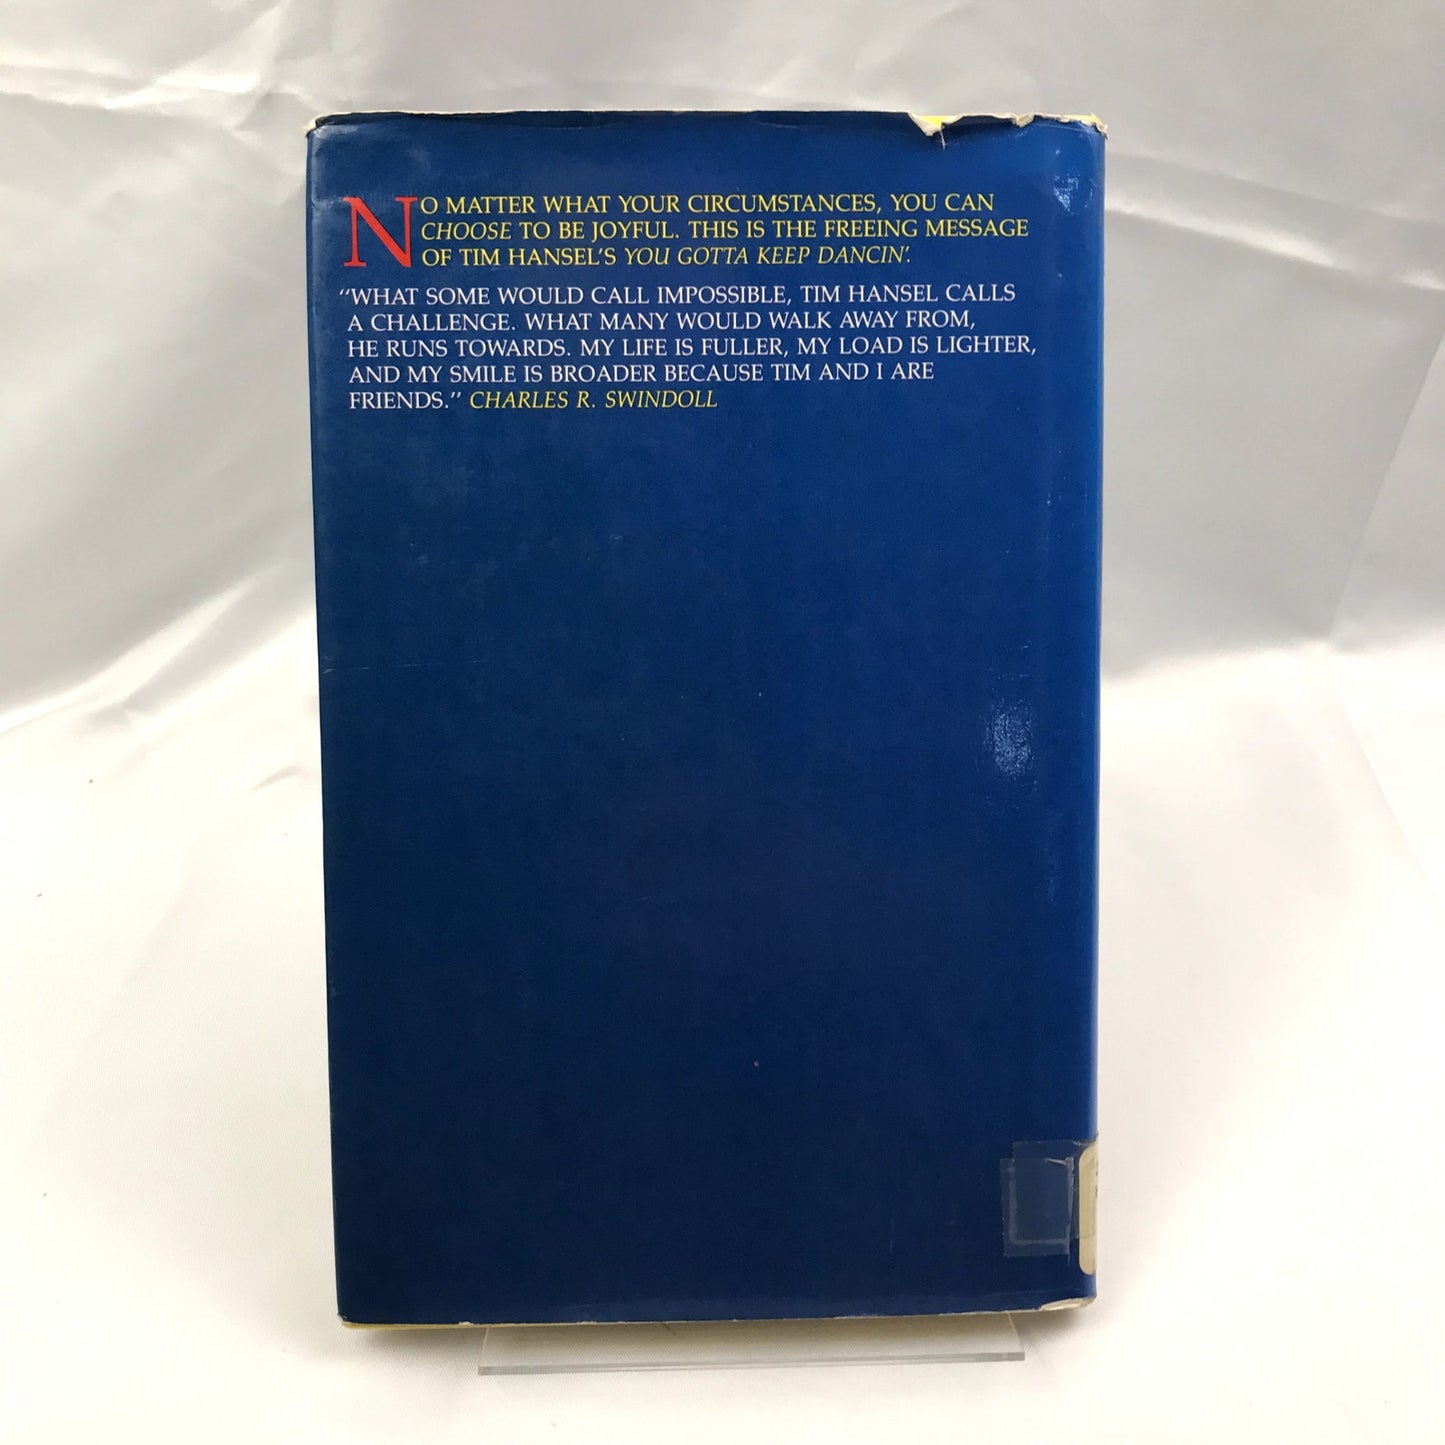 NO MATTER WHAT YOUR CIRCUMSTANCES, YOU CAN
CHOOSE TO BE JOYFUL. THIS IS THE FREEING MESSAGE
OF TIM HANSEL'S YOU GOTTA KEEP DANCIN'.
"WHAT SOME WOULD CALL IMPOSSIBLE, TIM HANSEL CALLS
A CHALLENGE. WHAT MANY WOULD WALK AWAY FROM,
HE RUNS TOWARDS. MY LIFE IS FULLER, MY LOAD IS LIGHTER,
AND MY SMILE IS BROADER BECAUSE TIM AND I ARE
FRIENDS." CHARLES R. SWINDOLL